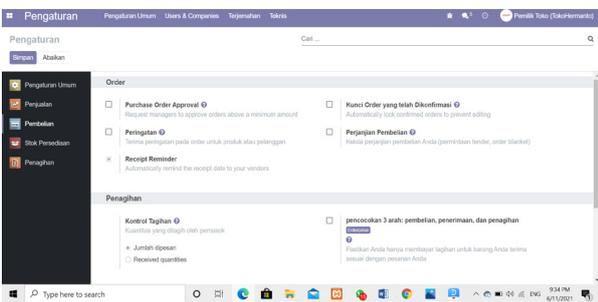 Pengaturan Pengaturan Umum Users & Companies Terjemahan Teknis Pemilik Toko (TokoHermanto)
Pengaturan Cari ...
Simpan Abaikan
Pengaturan Umum
Penjualan
Pembelian
Stok Persediaan
Penagihan
Order
Purchase Order Approval
Request managers to approve orders above a minimum amount
Kunci Order yang telah Dikonfirmasi
Automatically lock confirmed orders to prevent editing
Peringatan
Terima peringatan pada order untuk produk atau pelanggan
Perjanjian Pembelian
Kelola perjanjian pembelian Anda (permintaan tender, order blanket)
Receipt Reminder
Automatically remind the receipt date to your vendors
Penagihan
Kontrol Tagihan
Kuantitas yang ditagih oleh pemasok
Jumlah dipesan
Received quantities
pencocokan 3 arah: pembelian, penerimaan, dan penagihan
Enterprise
Pastikan Anda hanya membayar tagihan untuk barang Anda terima
sesuai dengan pesanan Anda
Type here to search
ENG
9:34 PM
6/11/2021